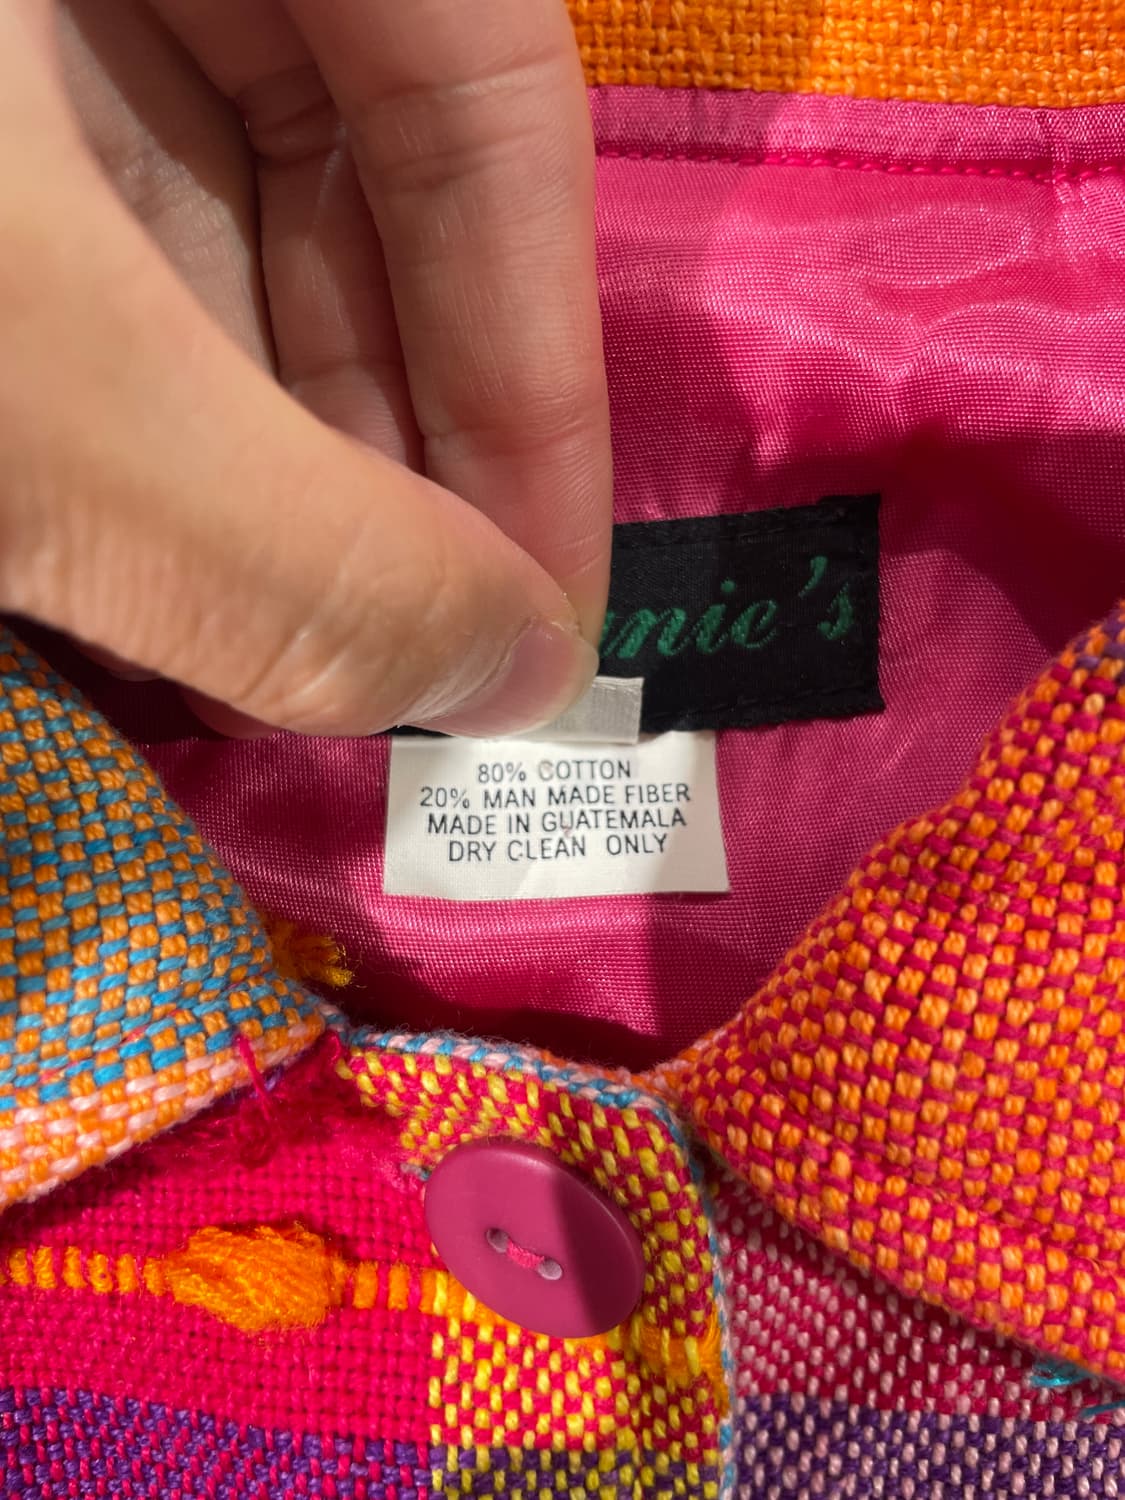 nie's
80% COTTON
20% MAN MADE FIBER
MADE IN GUATEMALA
DRY CLEAN ONLY